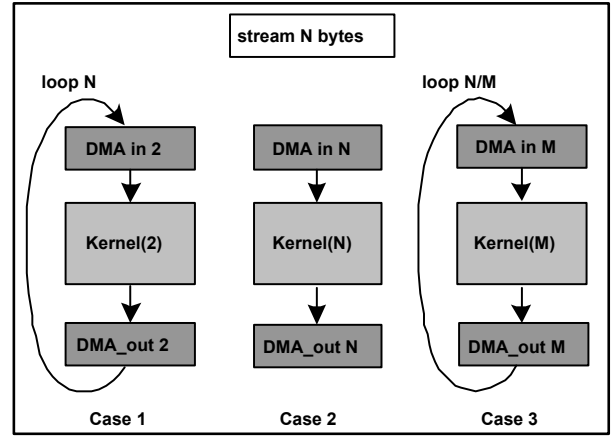 stream N bytes
loop N
DMA in 2
Kernel(2)
DMA_out 2
Case 1
DMA in N
Kernel(N)
DMA_out N
Case 2
loop N/M
DMA in M
Kernel(M)
DMA_out M
Case 3